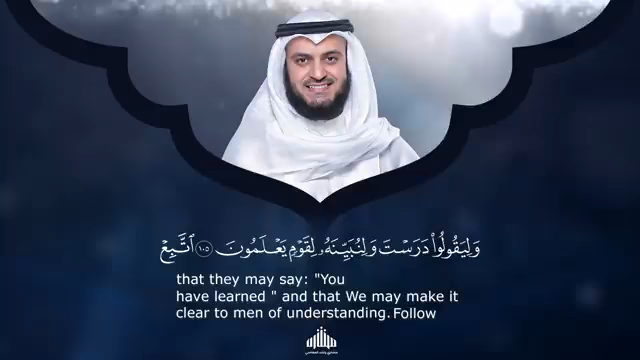 وَلِيَقُولُوا۟ دَرَسْتَ وَلِنُبَيِّنَهُۥ لِقَوْمٍ يَعْلَمُونَ ١٠٥ ٱتَّبِعْ
that they may say: "You
have learned " and that We may make it
clear to men of understanding. Follow